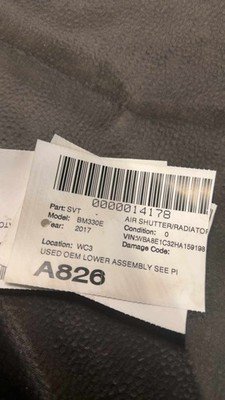 0000014178
Part: SVT AIR SHUTTER/RADIATOR
Model: BM330E Condition: 0
ear: 2017 VIN: Damage Code:
Location: WC3
USED OEM LOWER ASSEMBLY SEE PI
A826